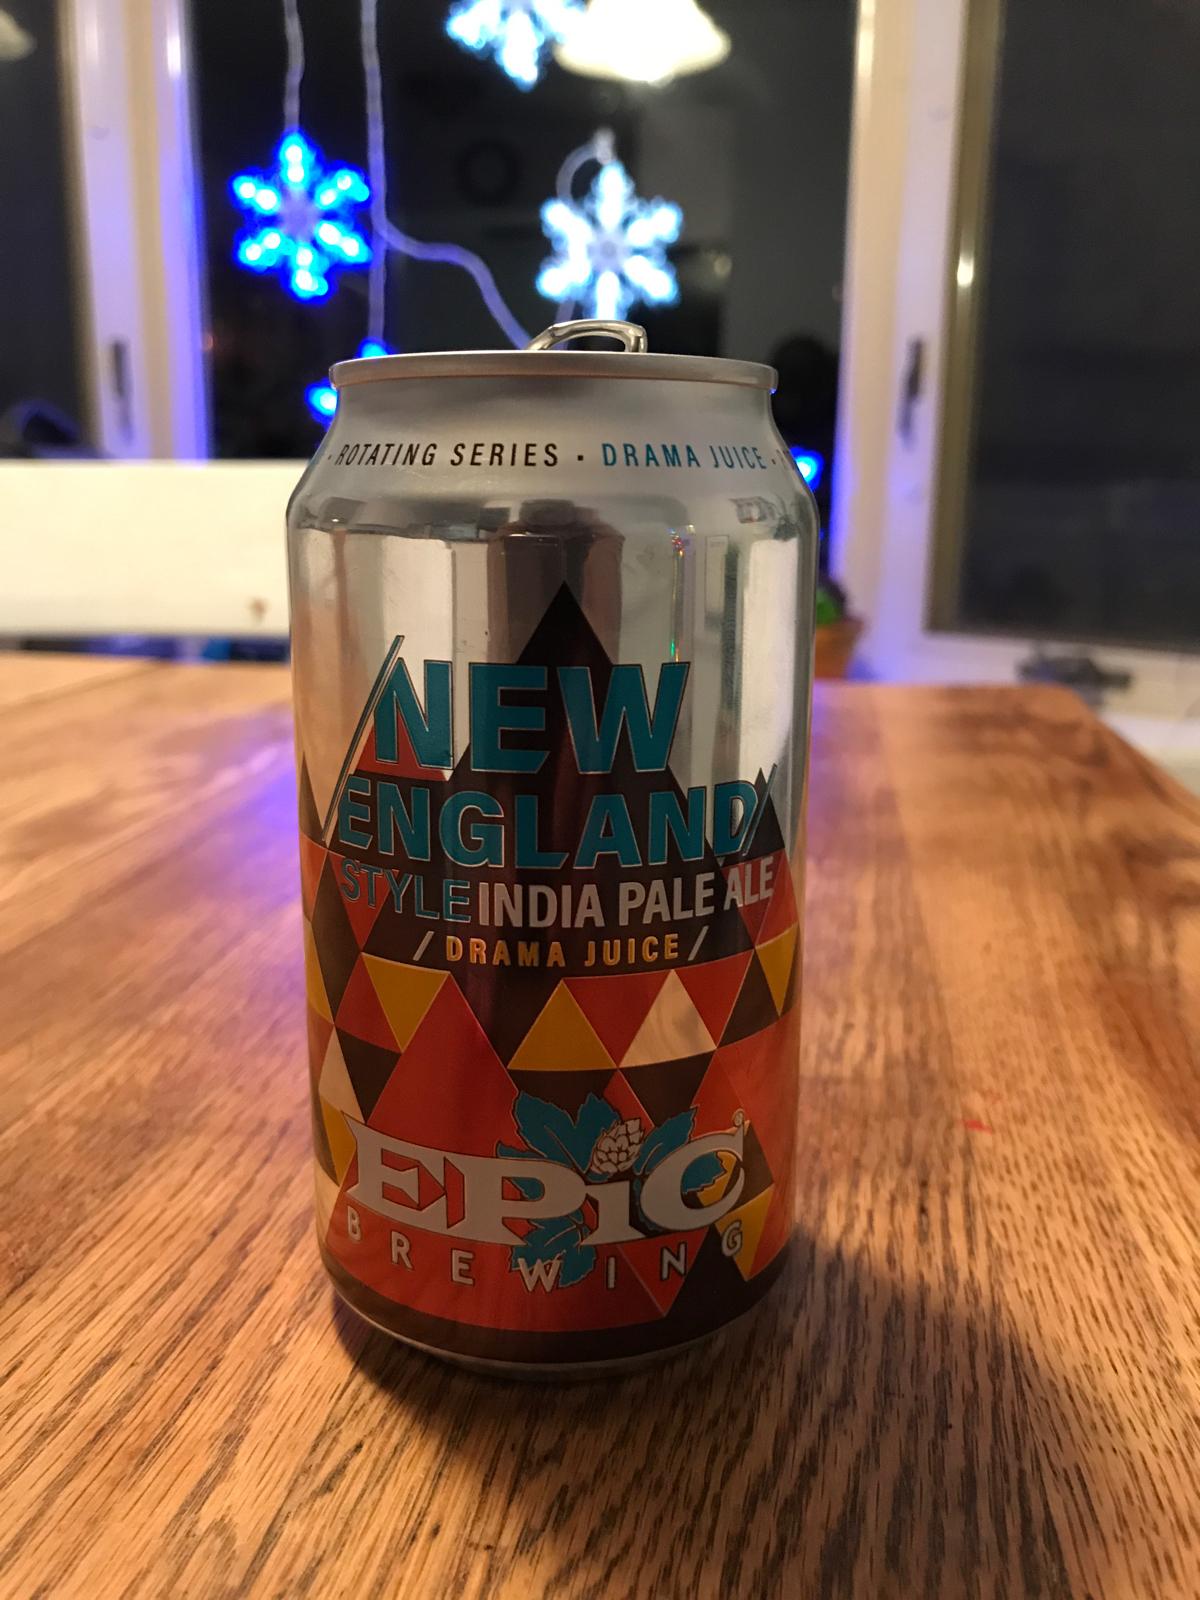 · ROTATING SERIES · DRAMA JUICE ·
NEW
ENGLAND
STYLE INDIA PALE ALE
/ DRAMA JUICE /
EPiC
BREWING